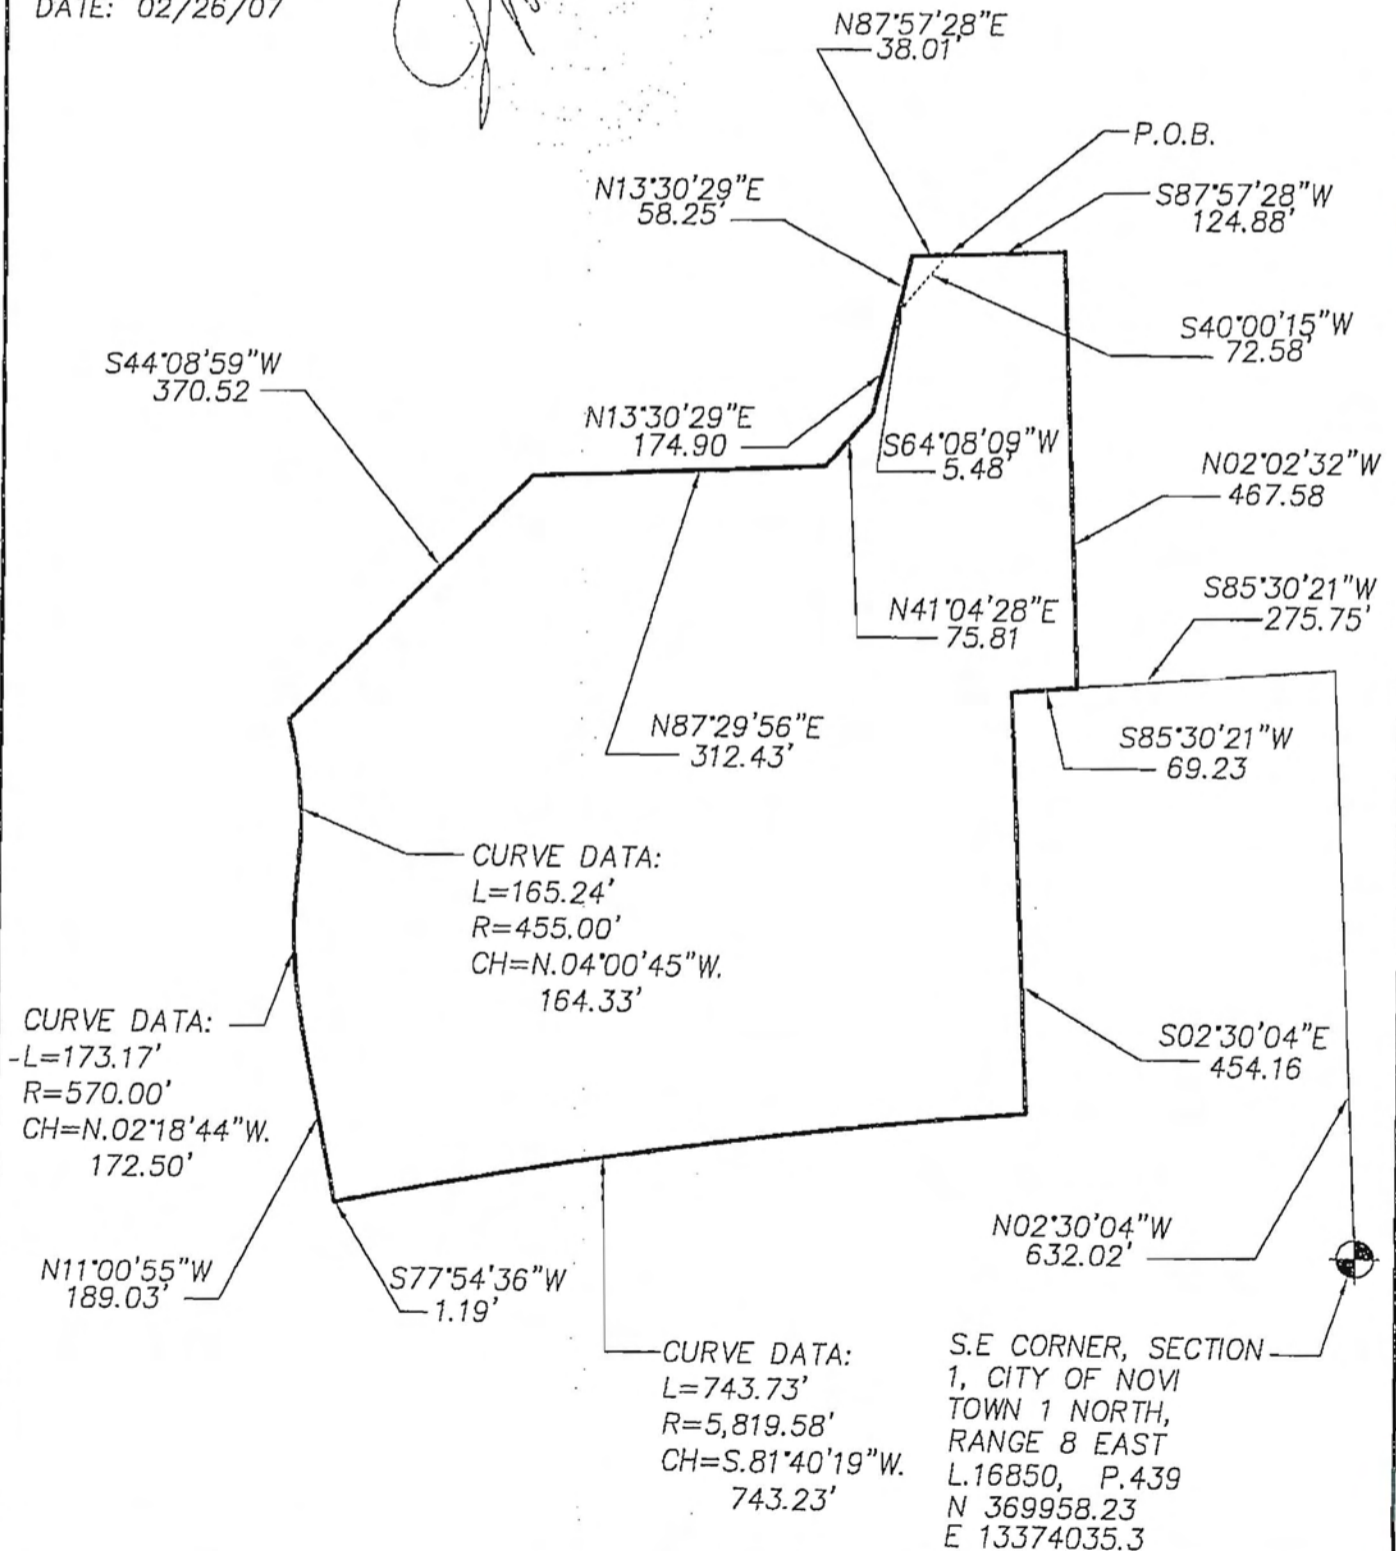 DATE: 02/26/07
N87°57'28"E
38.01'
P.O.B.
N13°30'29"E
58.25'
S87°57'28"W
124.88'
S40°00'15"W
72.58'
S44°08'59"W
370.52
N13°30'29"E
174.90
S64°08'09"W
5.48'
N02°02'32"W
467.58
S85°30'21"W
275.75'
N41°04'28"E
75.81
N87°29'56"E
312.43'
S85°30'21"W
69.23
CURVE DATA:
L=165.24'
R=455.00'
CH=N.04°00'45"W.
164.33'
CURVE DATA:
-L=173.17'
R=570.00'
CH=N.02°18'44"W.
172.50'
S02°30'04"E
454.16
N02°30'04"W
632.02'
N11°00'55"W
189.03'
S77°54'36"W
1.19'
CURVE DATA:
L=743.73'
R=5,819.58'
CH=S.81°40'19"W.
743.23'
S.E CORNER, SECTION
1, CITY OF NOVI
TOWN 1 NORTH,
RANGE 8 EAST
L.16850, P.439
N 369958.23
E 13374035.3